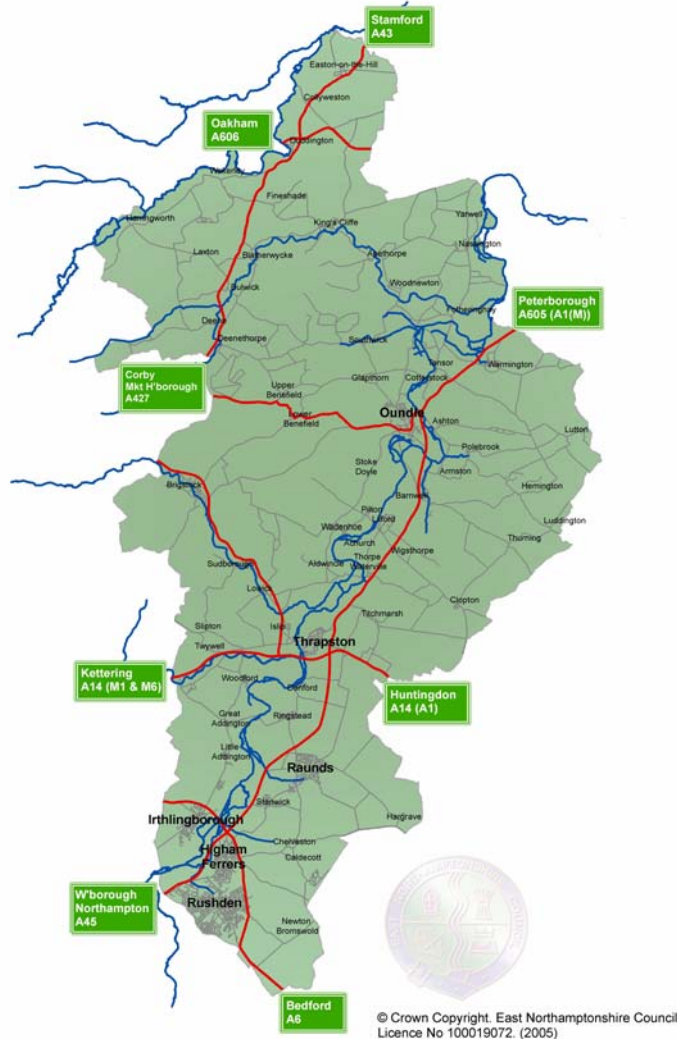 Stamford
A43
Easton-on-the-Hill
Collyweston
Oakham
A606
Duddington
Wakerley
Fineshade
Harringworth
King's Cliffe
Yarwell
Laxton
Blatherwycke
Apethorpe
Nassington
Bulwick
Woodnewton
Fotheringhay
Peterborough
A605 (A1(M))
Deene
Deenethorpe
Southwick
Tansor
Warmington
Corby
Mkt H'borough
A427
Glapthorn
Cotterstock
Upper
Benefield
Lower
Benefield
Oundle
Ashton
Lutton
Polebrook
Stoke
Doyle
Armston
Brigstock
Barnwell
Hemington
Pilton
Lilford
Luddington
Wadenhoe
Achurch
Thurning
Sudborough
Aldwincle
Thorpe
Waterville
Wigsthorpe
Lowick
Clopton
Slipton
Islip
Titchmarsh
Twywell
Thrapston
Kettering
A14 (M1 & M6)
Woodford
Denford
Huntingdon
A14 (A1)
Great
Addington
Ringstead
Little
Addington
Raunds
Stanwick
Irthlingborough
Hargrave
Chelveston
Higham
Ferrers
Caldecott
W'borough
Northampton
A45
Rushden
Newton
Bromswold
Bedford
A6
© Crown Copyright. East Northamptonshire Council
Licence No 100019072. (2005)